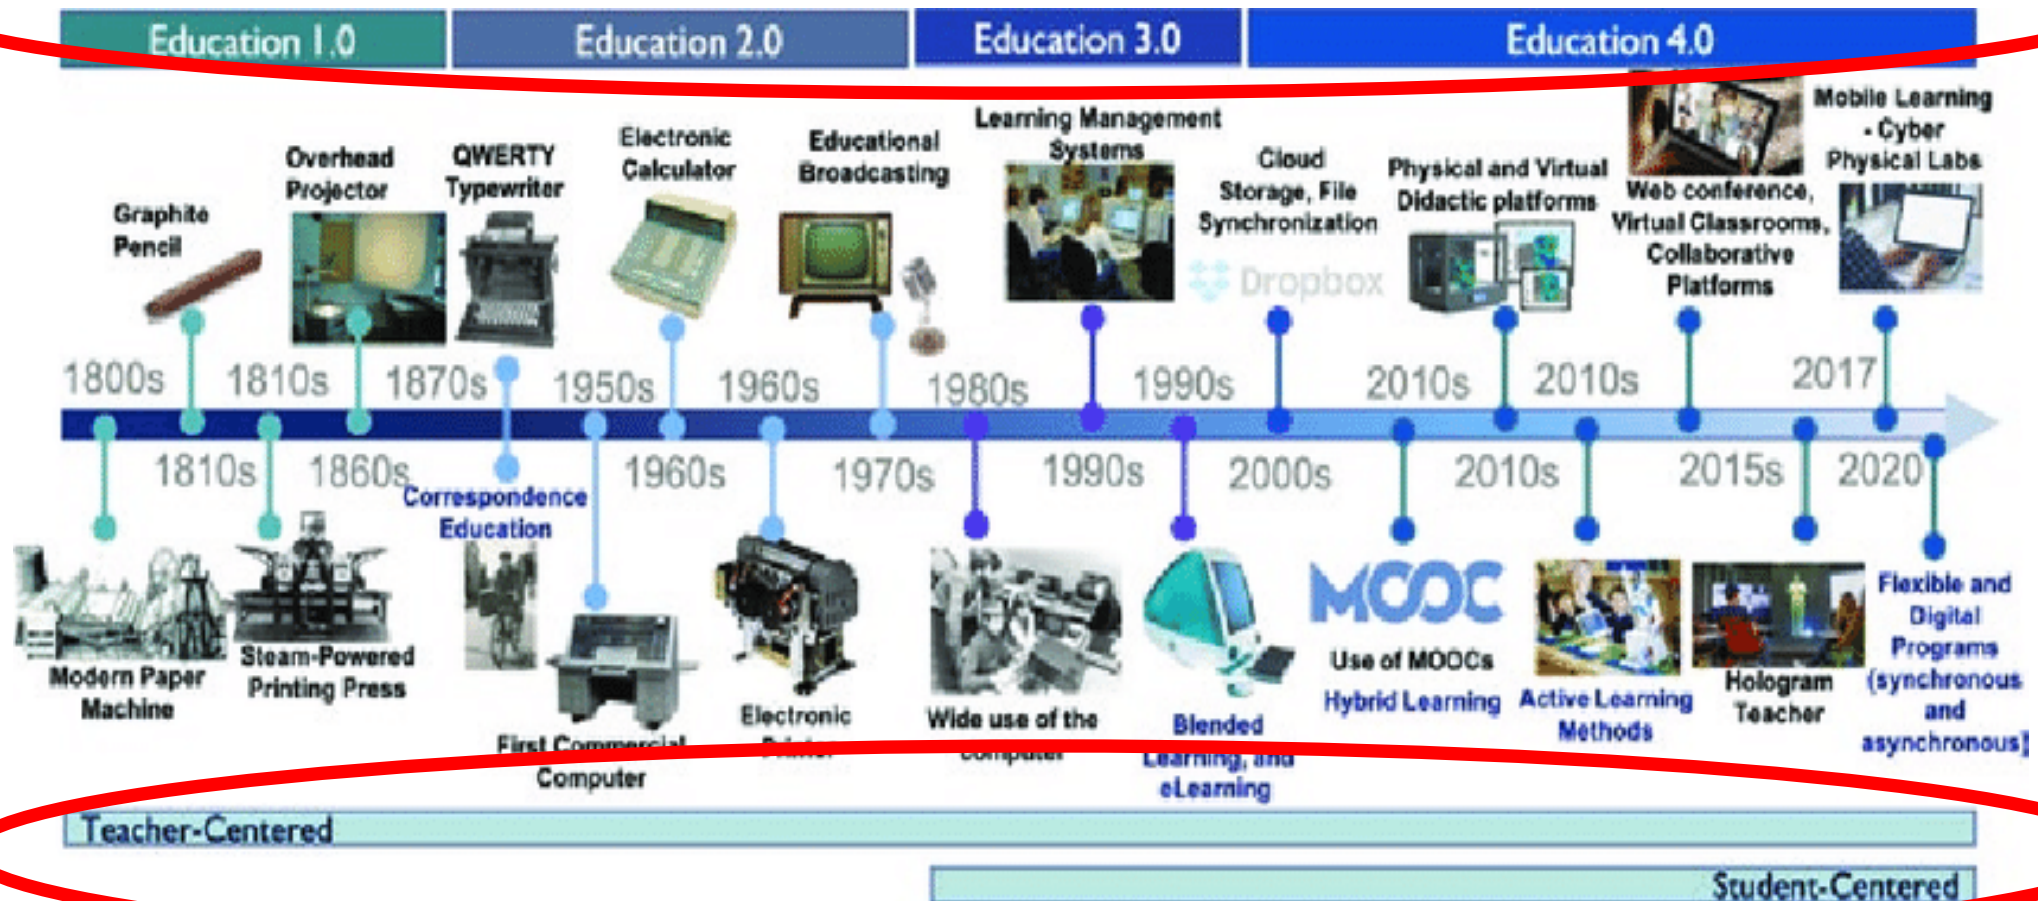 Education 1.0
Education 2.0
Education 3.0
Education 4.0
Graphite
Pencil
Overhead
Projector
QWERTY
Typewriter
Electronic
Calculator
Educational
Broadcasting
Learning Management
Systems
Cloud
Storage, File
Synchronization
Dropbox
Physical and Virtual
Didactic platforms
Web conference,
Virtual Classrooms,
Collaborative
Platforms
Mobile Learning
- Cyber
Physical Labs
1800s
1810s
1870s
1950s
1960s
1980s
1990s
2010s
2010s
2017
1810s
1860s
1960s
1970s
1990s
2000s
2010s
2015s
2020
Modern Paper
Machine
Steam-Powered
Printing Press
Correspondence
Education
First Commercial
Computer
Electronic
Printer
Wide use of the
computer
Blended
Learning, and
eLearning
MOOC
Use of MOOCs
Hybrid Learning
Active Learning
Methods
Hologram
Teacher
Flexible and
Digital
Programs
(synchronous
and
asynchronous)
Teacher-Centered
Student-Centered